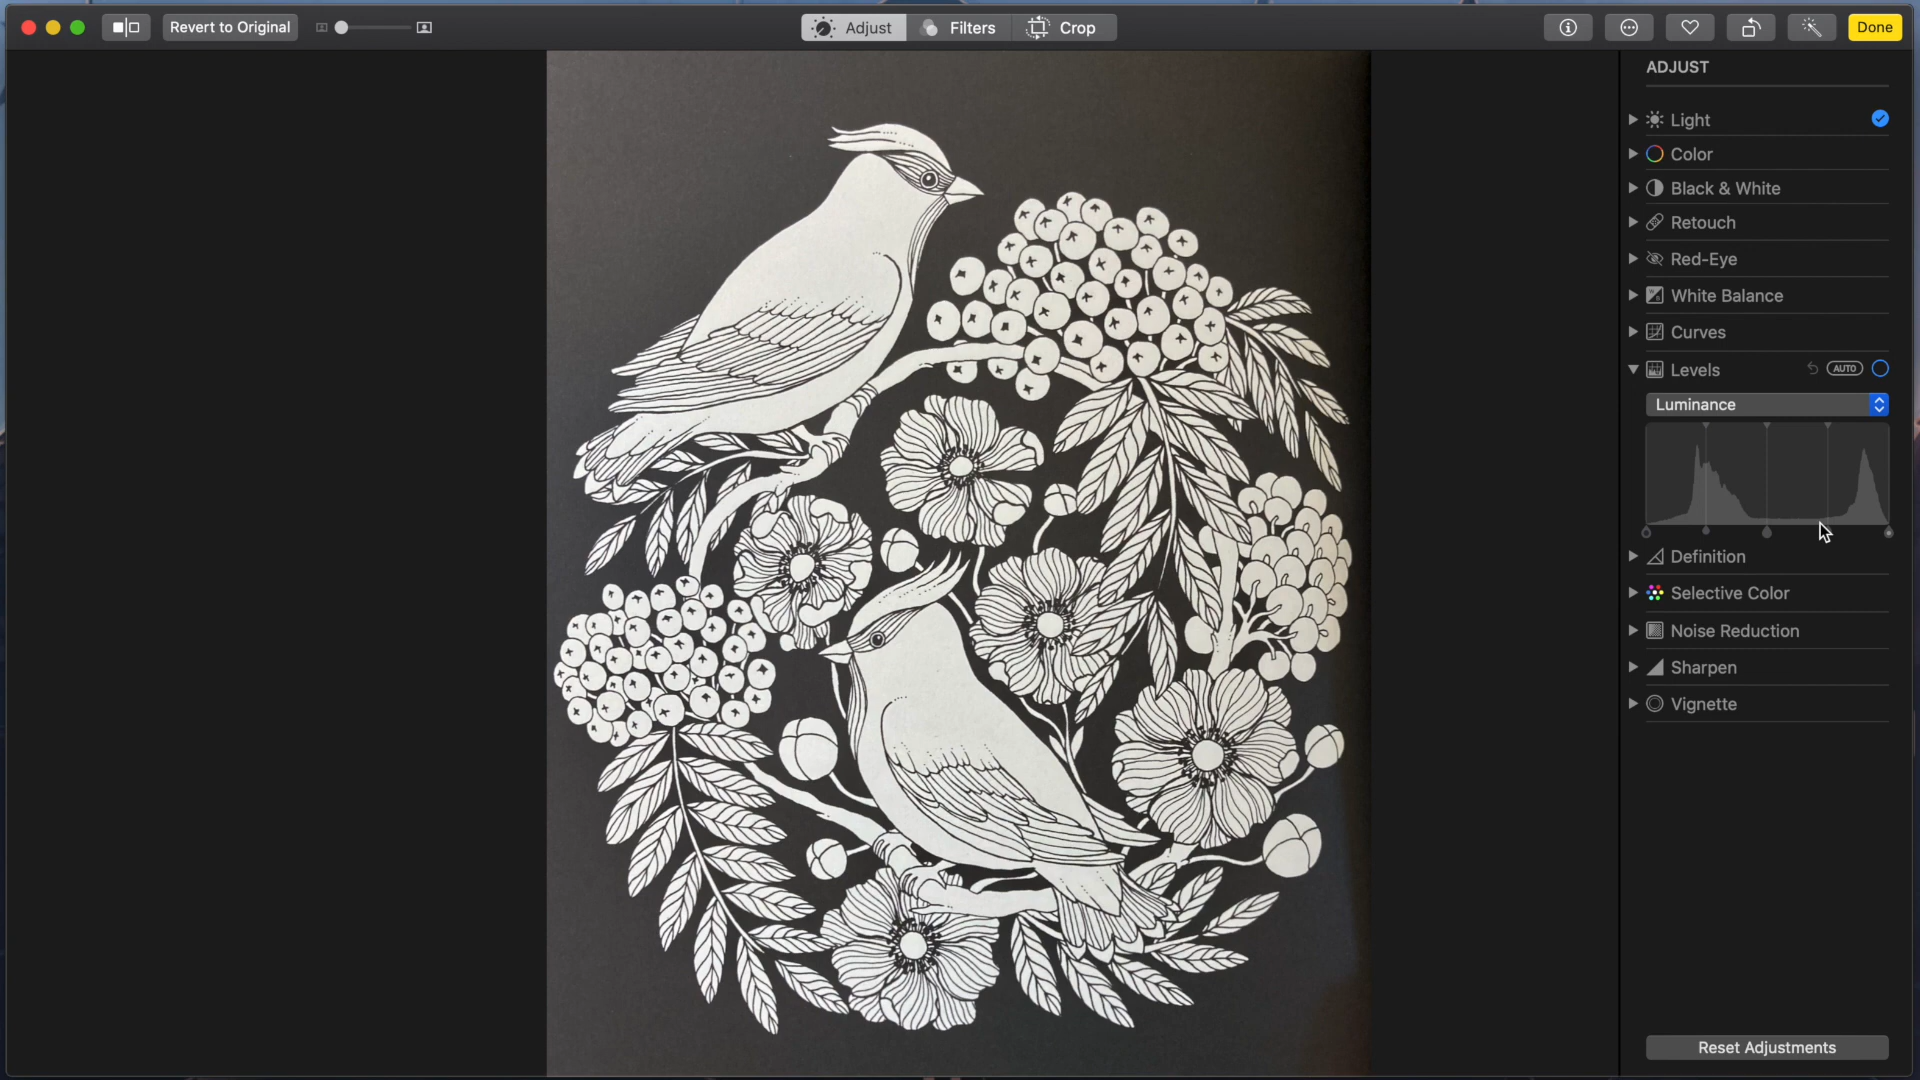 Revert to Original
Adjust
Filters
Crop
Done
ADJUST
Light
Color
Black & White
Retouch
Red-Eye
White Balance
Curves
Levels
AUTO
Luminance
Definition
Selective Color
Noise Reduction
Sharpen
Vignette
Reset Adjustments